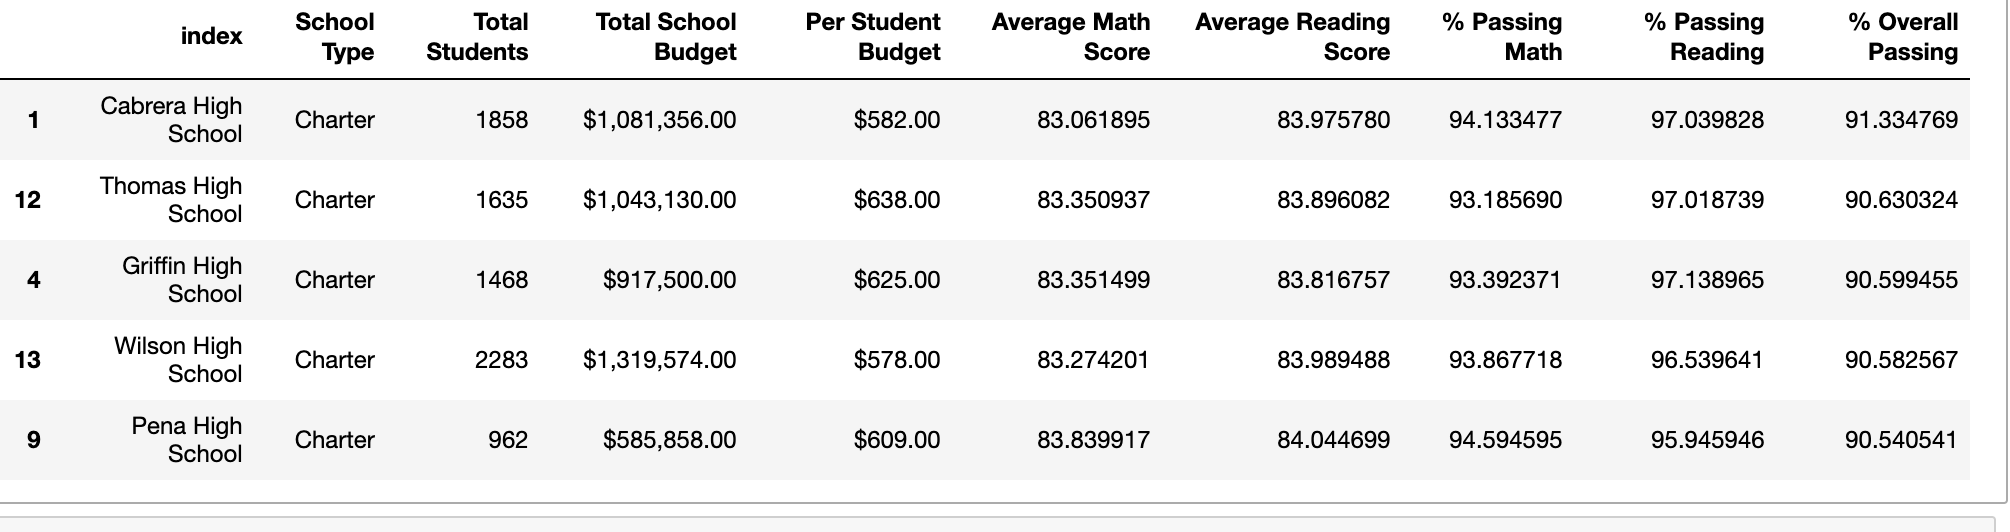 index School Type Total Students Total School Budget Per Student Budget Average Math Score Average Reading Score % Passing Math % Passing Reading % Overall Passing
1 Cabrera High School Charter 1858 $1,081,356.00 $582.00 83.061895 83.975780 94.133477 97.039828 91.334769
12 Thomas High School Charter 1635 $1,043,130.00 $638.00 83.350937 83.896082 93.185690 97.018739 90.630324
4 Griffin High School Charter 1468 $917,500.00 $625.00 83.351499 83.816757 93.392371 97.138965 90.599455
13 Wilson High School Charter 2283 $1,319,574.00 $578.00 83.274201 83.989488 93.867718 96.539641 90.582567
9 Pena High School Charter 962 $585,858.00 $609.00 83.839917 84.044699 94.594595 95.945946 90.540541